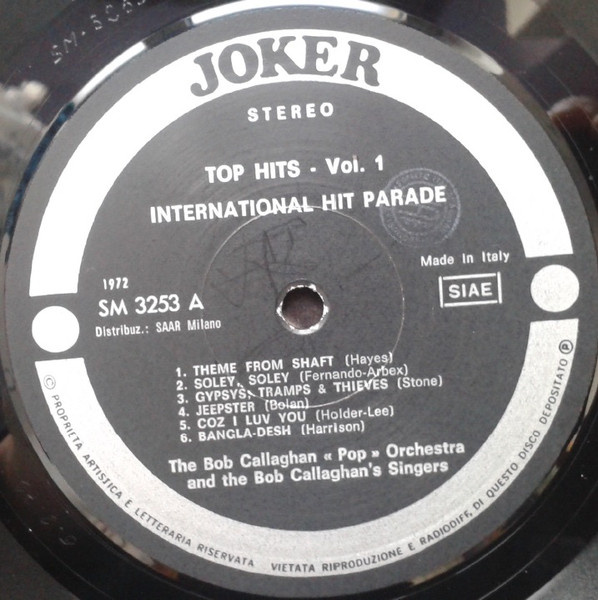 JOKER
STEREO
TOP HITS - Vol. 1
INTERNATIONAL HIT PARADE
Made in Italy
1972
SM 3253 A
SIAE
Distribuz.: SAAR Milano
1. THEME FROM SHAFT (Hayes)
2. SOLEY, SOLEY (Fernando-Arbex)
3. GYPSYS, TRAMPS & THIEVES (Stone)
4. JEEPSTER (Bolan)
5. COZ I LUV YOU (Holder-Lee)
6. BANGLA-DESH (Harrison)
The Bob Callaghan « Pop » Orchestra
and the Bob Callaghan's Singers
© PROPRIETA ARTISTICA E LETTERARIA RISERVATA VIETATA RIPRODUZIONE E RADIODIFF. DI QUESTO DISCO DEPOSITATO Ⓟ